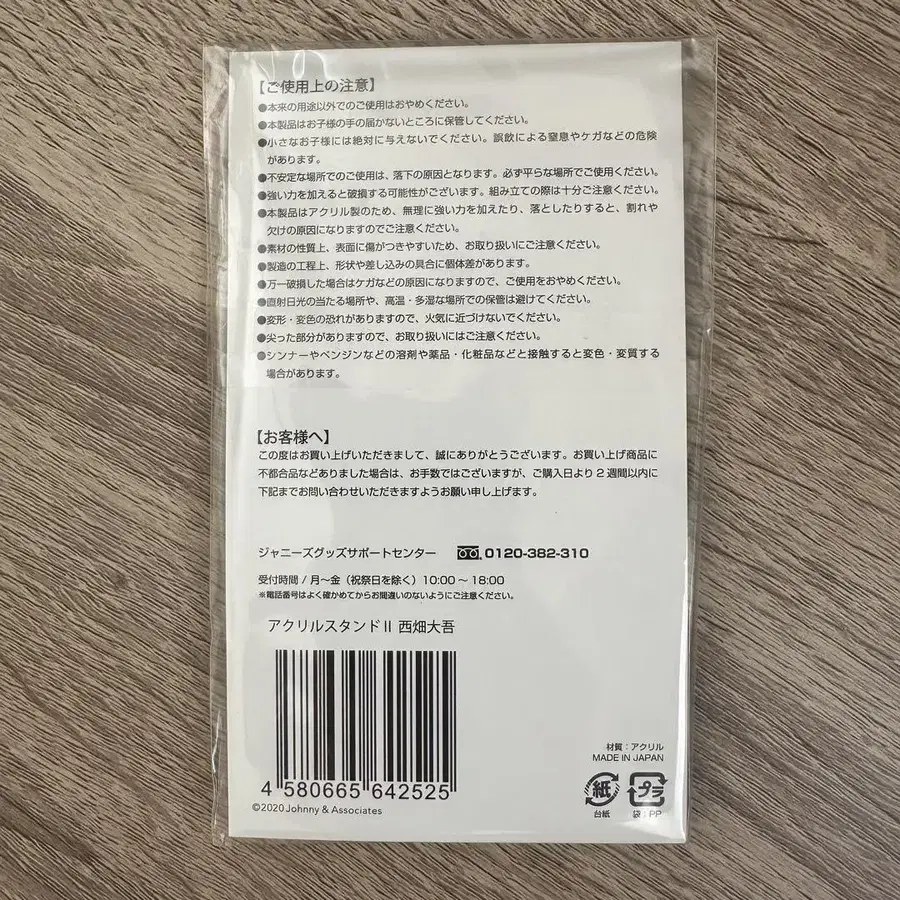 【ご使用上の注意】
●本来の用途以外でのご使用はおやめください。
●本製品はお子様の手の届かないところに保管してください。
●小さなお子様には絶対に与えないでください。誤飲による窒息やケガなどの危険
があります。
●不安定な場所でのご使用は、落下の原因となります。必ず平らな場所でご使用ください。
●強い力を加えると破損する可能性がございます。組み立ての際は十分ご注意ください。
●本製品はアクリル製のため、無理に強い力を加えたり、落としたりすると、割れや
欠けの原因になりますのでご注意ください。
●素材の性質上、表面に傷がつきやすいため、お取り扱いにご注意ください。
●製造の工程上、形状や差し込みの具合に個体差があります。
●万一破損した場合はケガなどの原因になりますので、ご使用をおやめください。
●直射日光の当たる場所や、高温・多湿な場所での保管は避けてください。
●変形・変色の恐れがありますので、火気に近づけないでください。
●尖った部分がありますので、お取り扱いにはご注意ください。
●シンナーやベンジンなどの溶剤や薬品・化粧品などと接触すると変色・変質する
場合があります。
【お客様へ】
この度はお買い上げいただきまして、誠にありがとうございます。お買い上げ商品に
不都合品などありました場合は、お手数ではございますが、ご購入日より2週間以内に
下記までお問い合わせいただきますようお願い申し上げます。
ジャニーズグッズサポートセンター 0120-382-310
受付時間 / 月～金（祝祭日を除く）10:00～18:00
※電話番号はよく確かめてからお間違いのないようにご注意ください。
アクリルスタンドⅡ 西畑大吾
4 580665 642525
©2020 Johnny & Associates
材質：アクリル
MADE IN JAPAN
紙 プラ
台紙 袋：PP